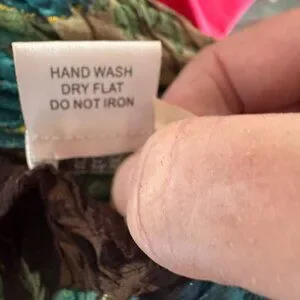 HAND WASH
DRY FLAT
DO NOT IRON